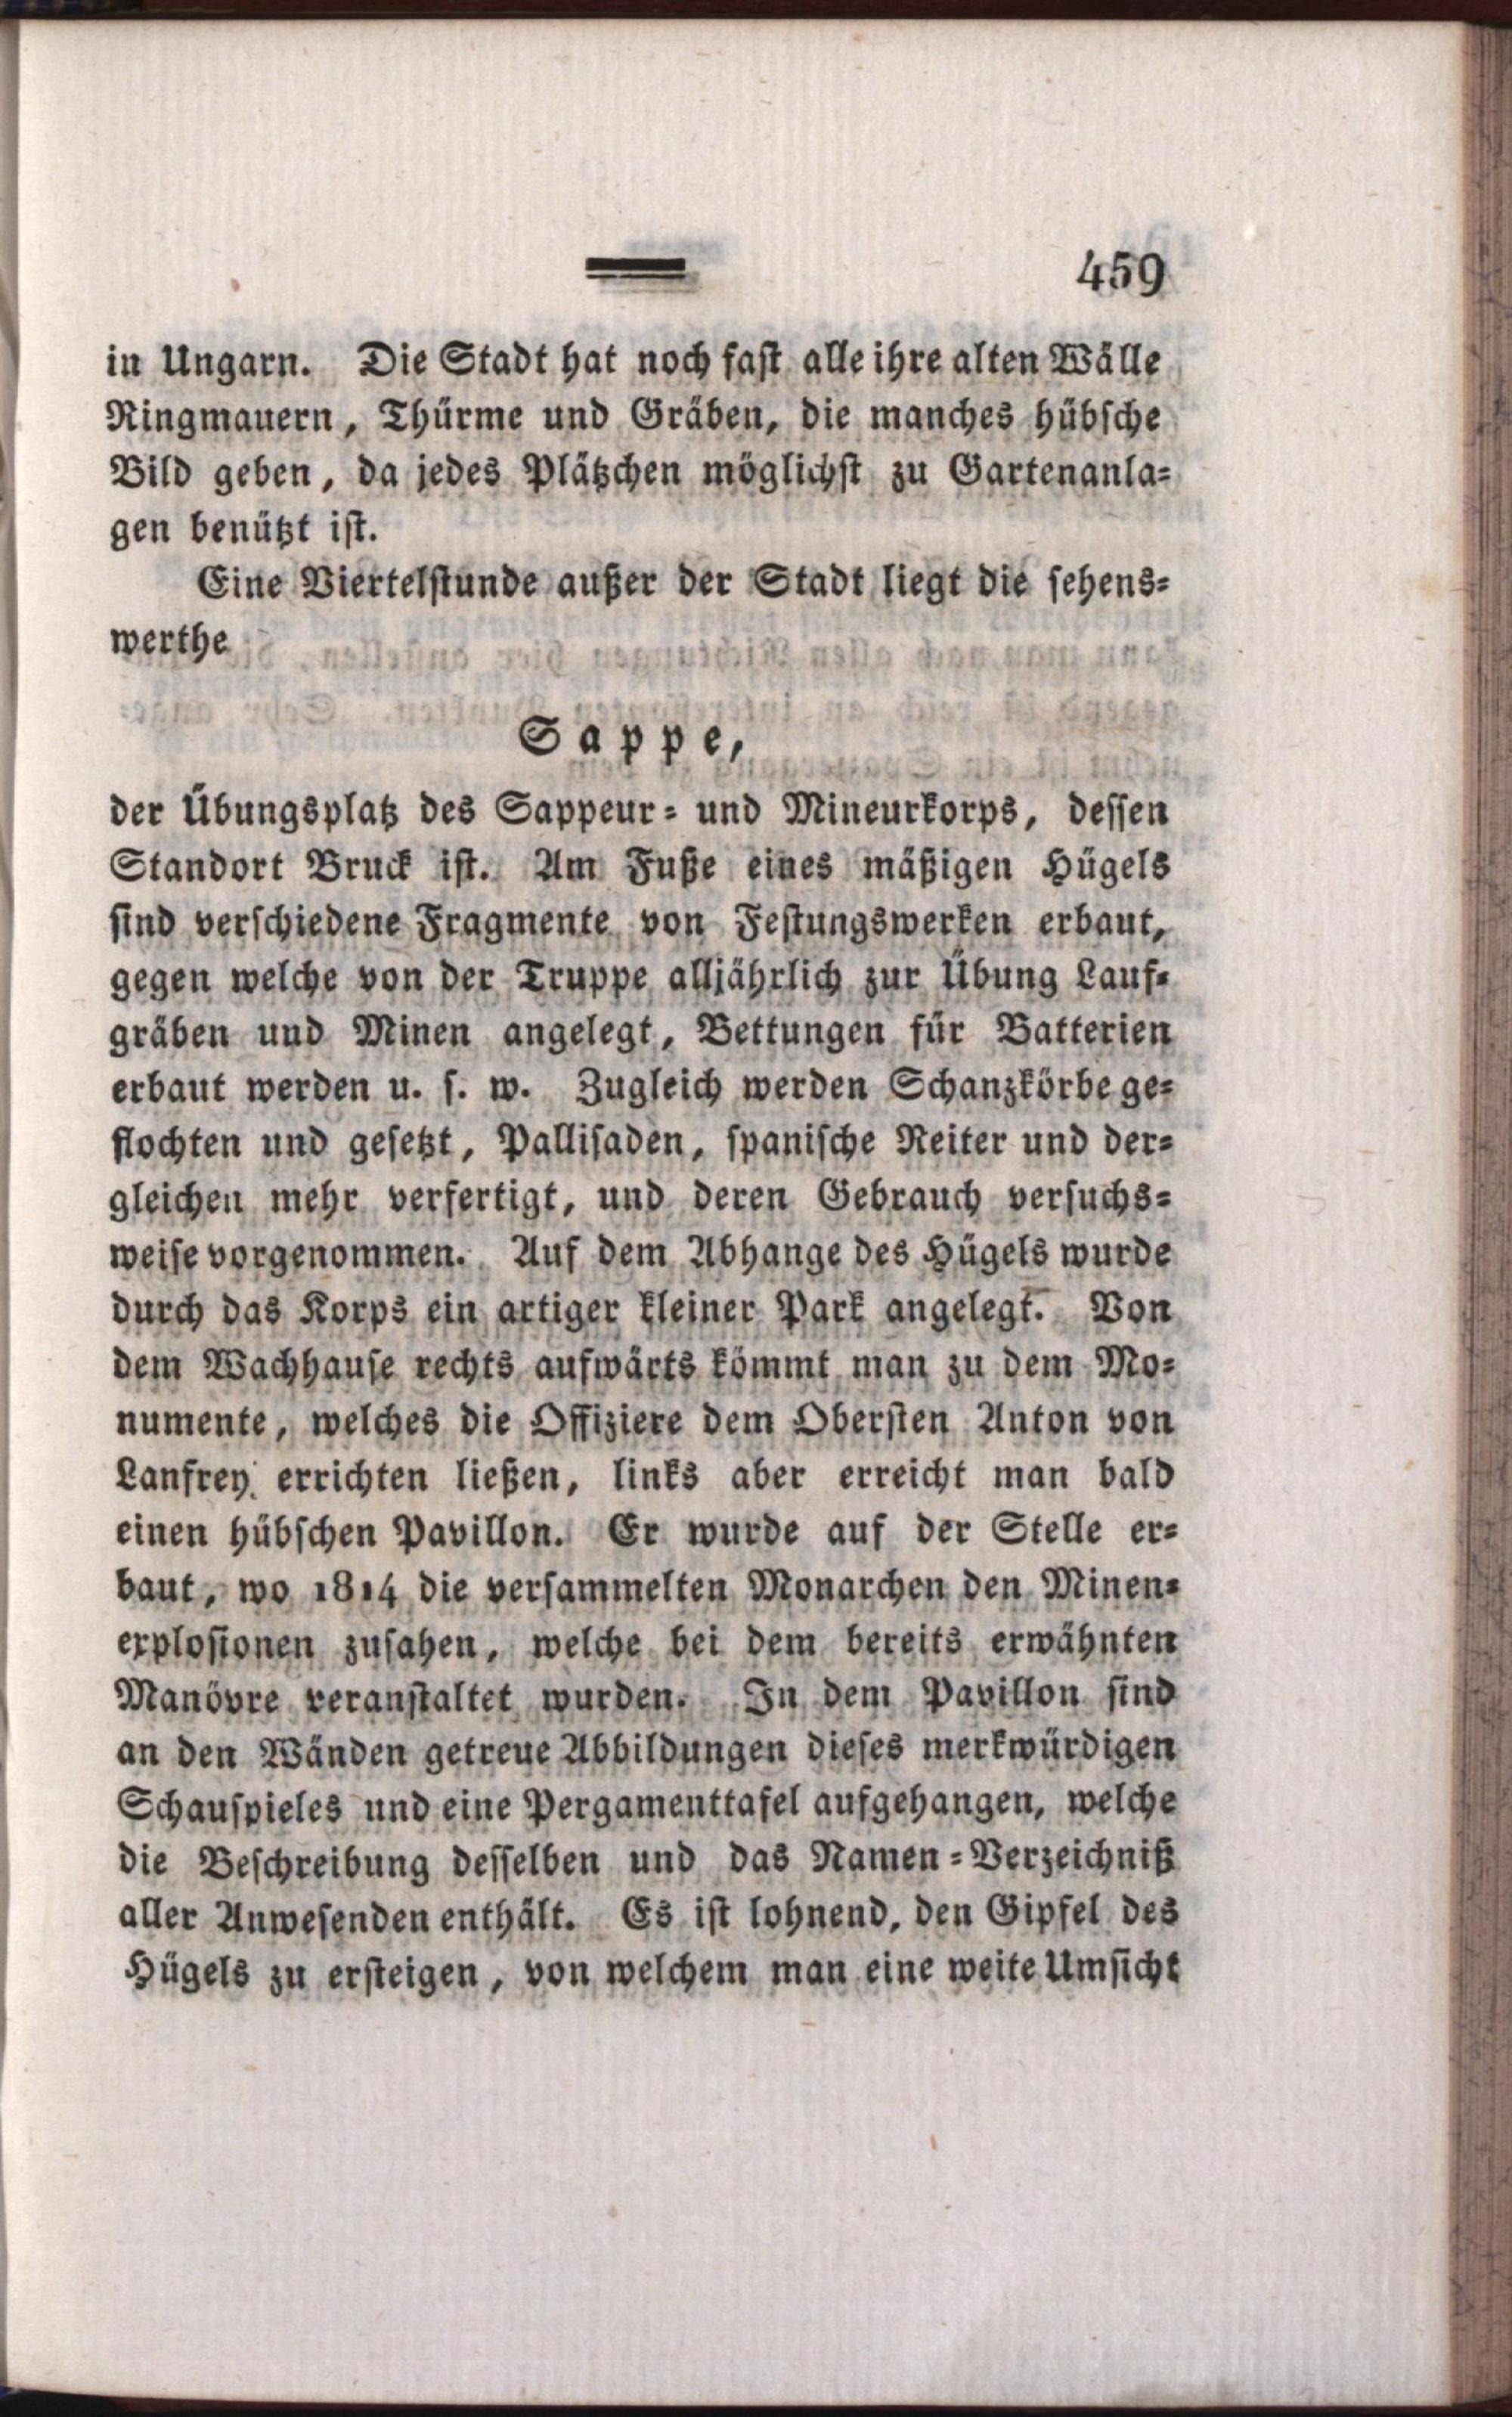 459
in Ungarn. Die Stadt hat noch fast alle ihre alten Wälle
Ringmauern, Thürme und Gräben, die manches hübsche
Bild geben, da jedes Plätzchen möglichst zu Gartenanla-
gen benützt ist.
Eine Viertelstunde außer der Stadt liegt die sehens-
werthe
Sappe,
der Übungsplatz des Sappeur- und Mineurkorps, dessen
Standort Bruck ist. Am Fuße eines mäßigen Hügels
sind verschiedene Fragmente von Festungswerken erbaut,
gegen welche von der Truppe alljährlich zur Übung Lauf-
gräben und Minen angelegt, Bettungen für Batterien
erbaut werden u. s. w. Zugleich werden Schanzkörbe ge-
flochten und gesetzt, Pallisaden, spanische Reiter und der-
gleichen mehr verfertigt, und deren Gebrauch versuchs-
weise vorgenommen. Auf dem Abhange des Hügels wurde
durch das Korps ein artiger kleiner Park angelegt. Von
dem Wachhause rechts aufwärts kömmt man zu dem Mo-
numente, welches die Offiziere dem Obersten Anton von
Lanfrey errichten ließen, links aber erreicht man bald
einen hübschen Pavillon. Er wurde auf der Stelle er-
baut, wo 1814 die versammelten Monarchen den Minen-
explosionen zusahen, welche bei dem bereits erwähnten
Manövre veranstaltet wurden. In dem Pavillon sind
an den Wänden getreue Abbildungen dieses merkwürdigen
Schauspieles und eine Pergamenttafel aufgehangen, welche
die Beschreibung desselben und das Namen-Verzeichniß
aller Anwesenden enthält. Es ist lohnend, den Gipfel des
Hügels zu ersteigen, von welchem man eine weite Umsicht